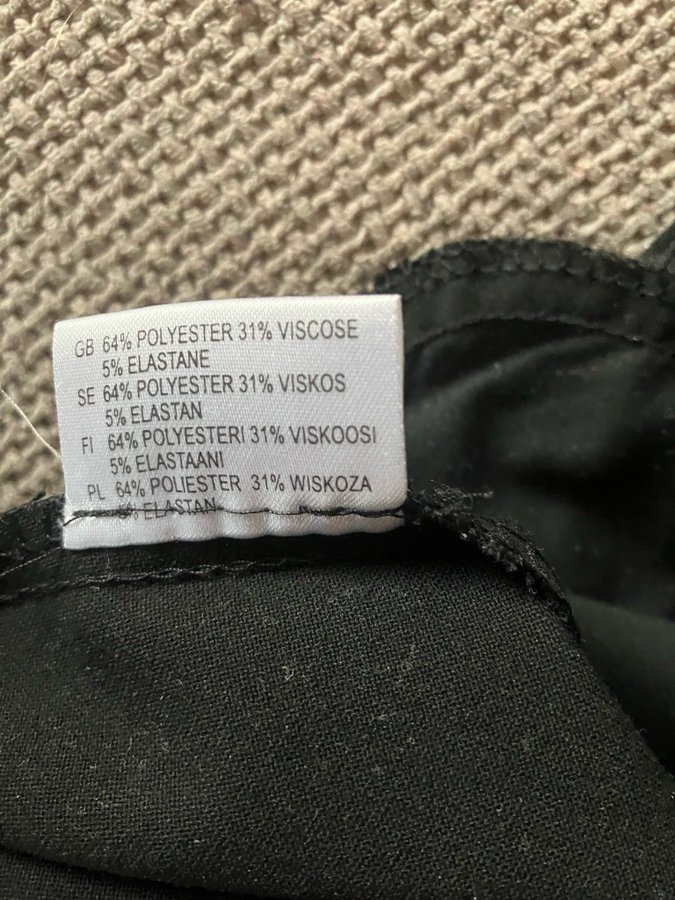 GB 64% POLYESTER 31% VISCOSE
5% ELASTANE
SE 64% POLYESTER 31% VISKOS
5% ELASTAN
FI 64% POLYESTERI 31% VISKOOSI
5% ELASTAANI
PL 64% POLIESTER 31% WISKOZA
5% ELASTAN